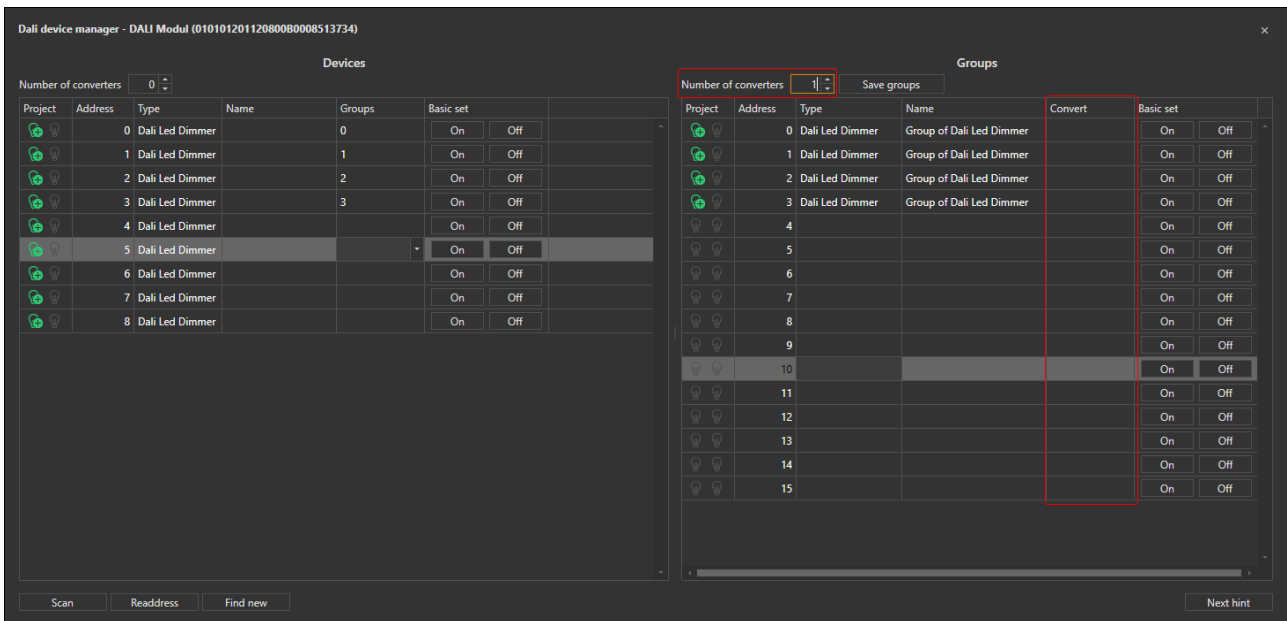 Dali device manager - DALI Modul (010101201120800B0008513734) ×
Devices
Number of converters 0
Project Address Type Name Groups Basic set
0 Dali Led Dimmer 0 On Off
1 Dali Led Dimmer 1 On Off
2 Dali Led Dimmer 2 On Off
3 Dali Led Dimmer 3 On Off
4 Dali Led Dimmer On Off
5 Dali Led Dimmer On Off
6 Dali Led Dimmer On Off
7 Dali Led Dimmer On Off
8 Dali Led Dimmer On Off
Groups
Number of converters 1 Save groups
Project Address Type Name Convert Basic set
0 Dali Led Dimmer Group of Dali Led Dimmer On Off
1 Dali Led Dimmer Group of Dali Led Dimmer On Off
2 Dali Led Dimmer Group of Dali Led Dimmer On Off
3 Dali Led Dimmer Group of Dali Led Dimmer On Off
4 On Off
5 On Off
6 On Off
7 On Off
8 On Off
9 On Off
10 On Off
11 On Off
12 On Off
13 On Off
14 On Off
15 On Off
Scan Readdress Find new Next hint